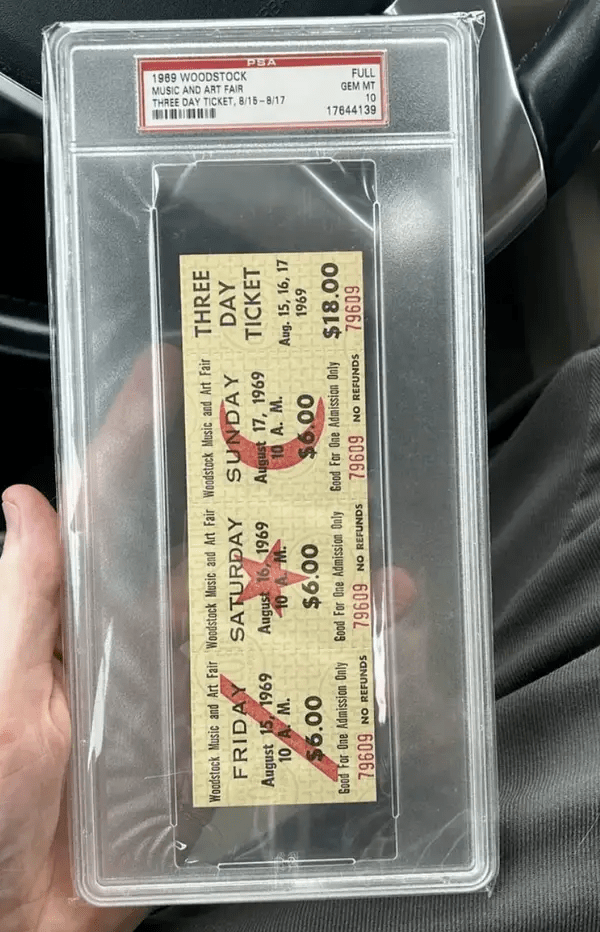 PSA
1969 WOODSTOCK
MUSIC AND ART FAIR
THREE DAY TICKET, 8/15-8/17
FULL
GEM MT
10
17644139
Woodstock Music and Art Fair
FRIDAY
August 15, 1969
10 A. M.
$6.00
Good For One Admission Only
79609 NO REFUNDS
Woodstock Music and Art Fair
SATURDAY
August 16, 1969
10 A. M.
$6.00
Good For One Admission Only
79609 NO REFUNDS
Woodstock Music and Art Fair
SUNDAY
August 17, 1969
10 A. M.
$6.00
Good For One Admission Only
79609 NO REFUNDS
THREE
DAY
TICKET
Aug. 15, 16, 17
1969
$18.00
79609